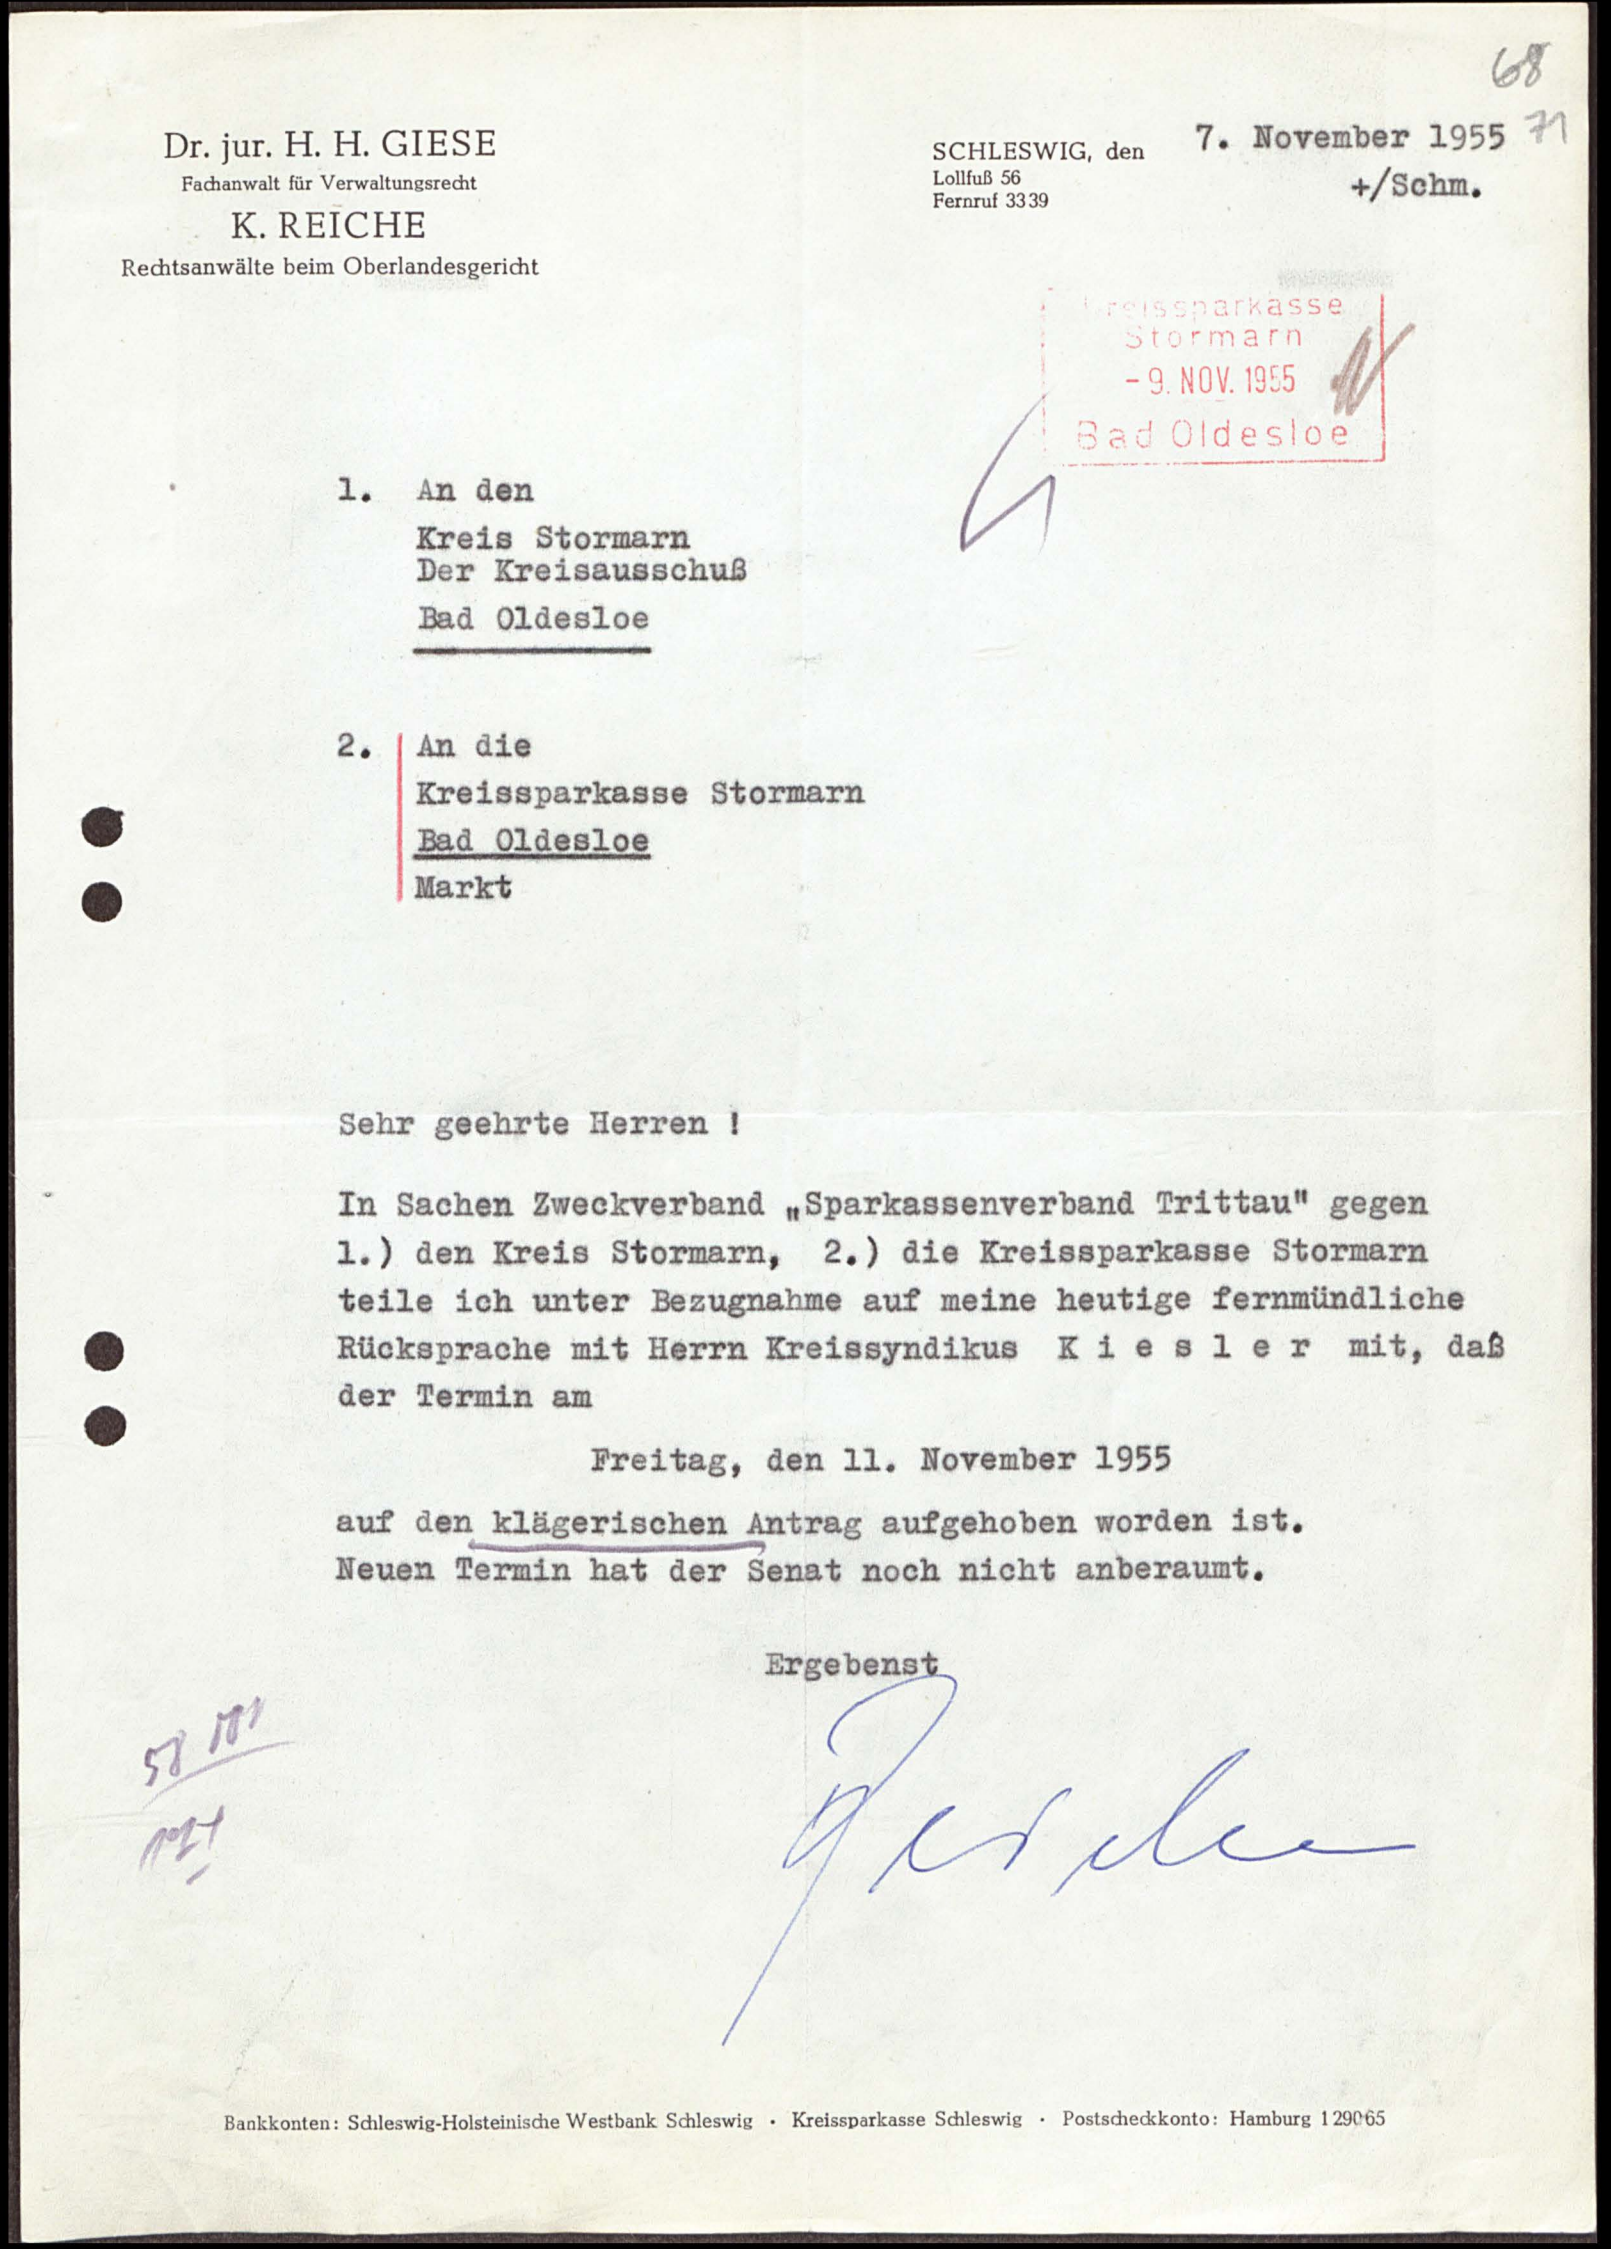 68
71
Dr. jur. H. H. GIESE
Fachanwalt für Verwaltungsrecht
K. REICHE
Rechtsanwälte beim Oberlandesgericht
SCHLESWIG, den 7. November 1955
Lollfuß 56
Fernruf 3339
+/Schm.
Kreissparkasse
Stormarn
- 9. NOV. 1955
Bad Oldesloe
1. An den
Kreis Stormarn
Der Kreisausschuß
Bad Oldesloe
2. An die
Kreissparkasse Stormarn
Bad Oldesloe
Markt
Sehr geehrte Herren !
In Sachen Zweckverband „Sparkassenverband Trittau" gegen
1.) den Kreis Stormarn, 2.) die Kreissparkasse Stormarn
teile ich unter Bezugnahme auf meine heutige fernmündliche
Rücksprache mit Herrn Kreissyndikus K i e s l e r mit, daß
der Termin am
Freitag, den 11. November 1955
auf den klägerischen Antrag aufgehoben worden ist.
Neuen Termin hat der Senat noch nicht anberaumt.
Ergebenst
Reiche
Bankkonten: Schleswig-Holsteinische Westbank Schleswig · Kreissparkasse Schleswig · Postscheckkonto: Hamburg 129065